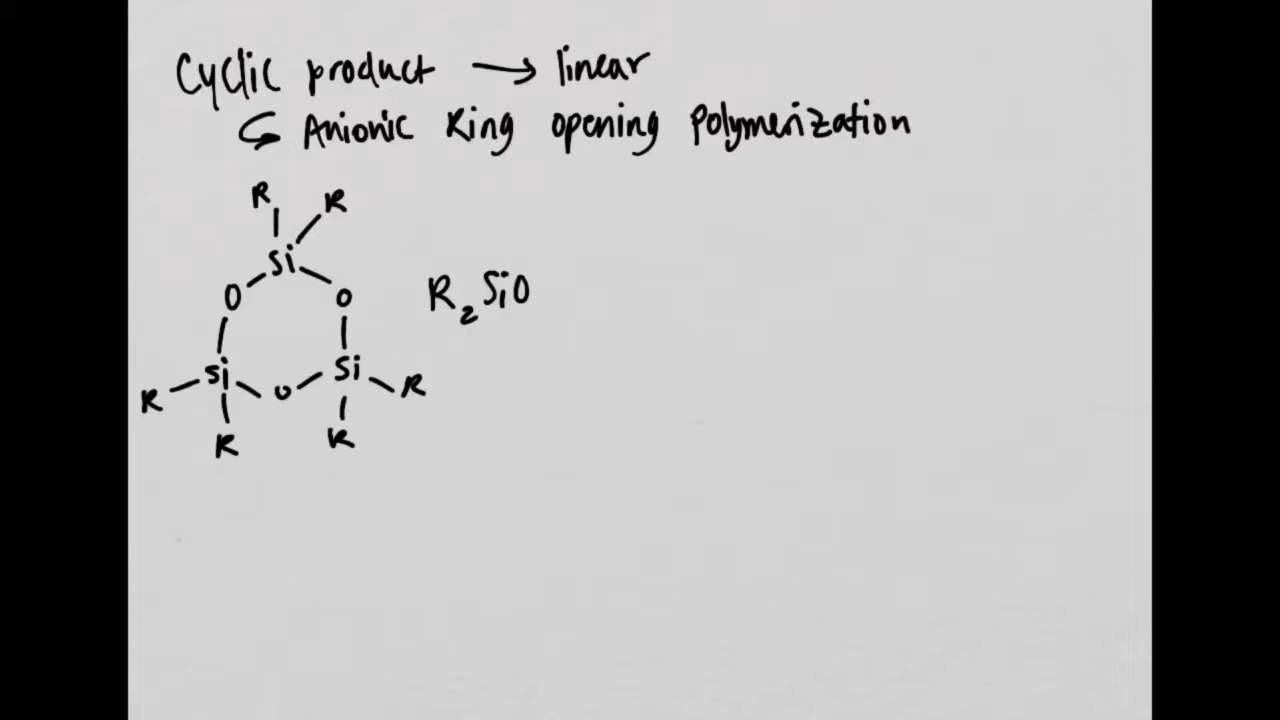 Cyclic product → linear
↪ Anionic Ring opening Polymerization
R R
Si
O O
R₂SiO
Si Si
R O R
R R